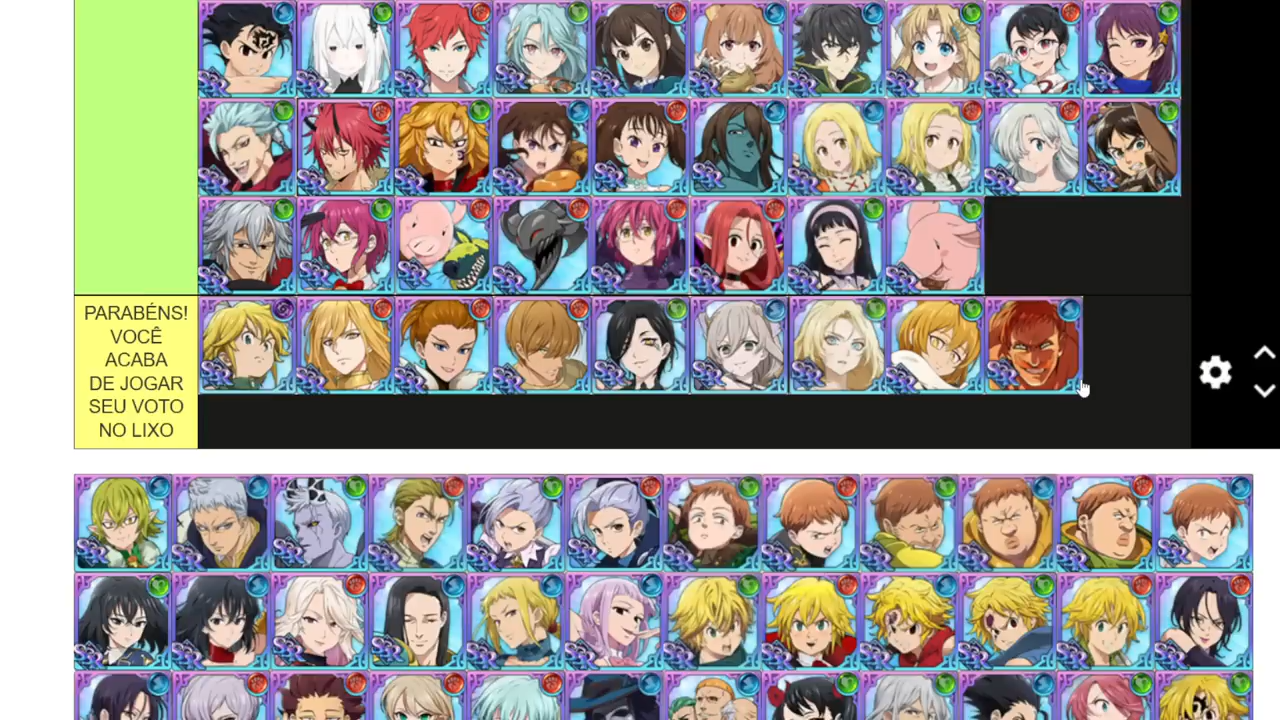 PARABÉNS!
VOCÊ
ACABA
DE JOGAR
SEU VOTO
NO LIXO